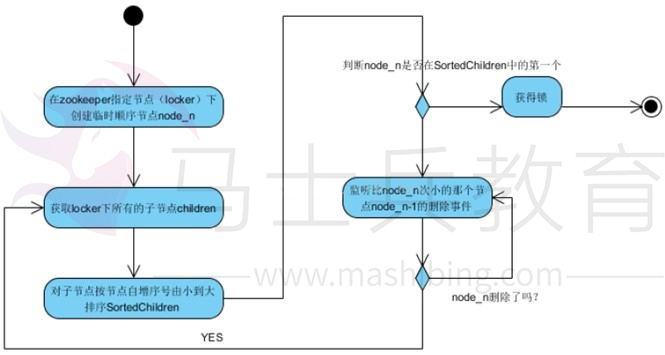 在zookeeper指定节点（locker）下
创建临时顺序节点node_n
获取locker下所有的子节点children
对子节点按节点自增序号由小到大
排序SortedChildren
判断node_n是否在SortedChildren中的第一个
获得锁
监听比node_n次小的那个节
点node_n-1的删除事件
node_n删除了吗？
YES
马士兵教育
www.mashibing.com